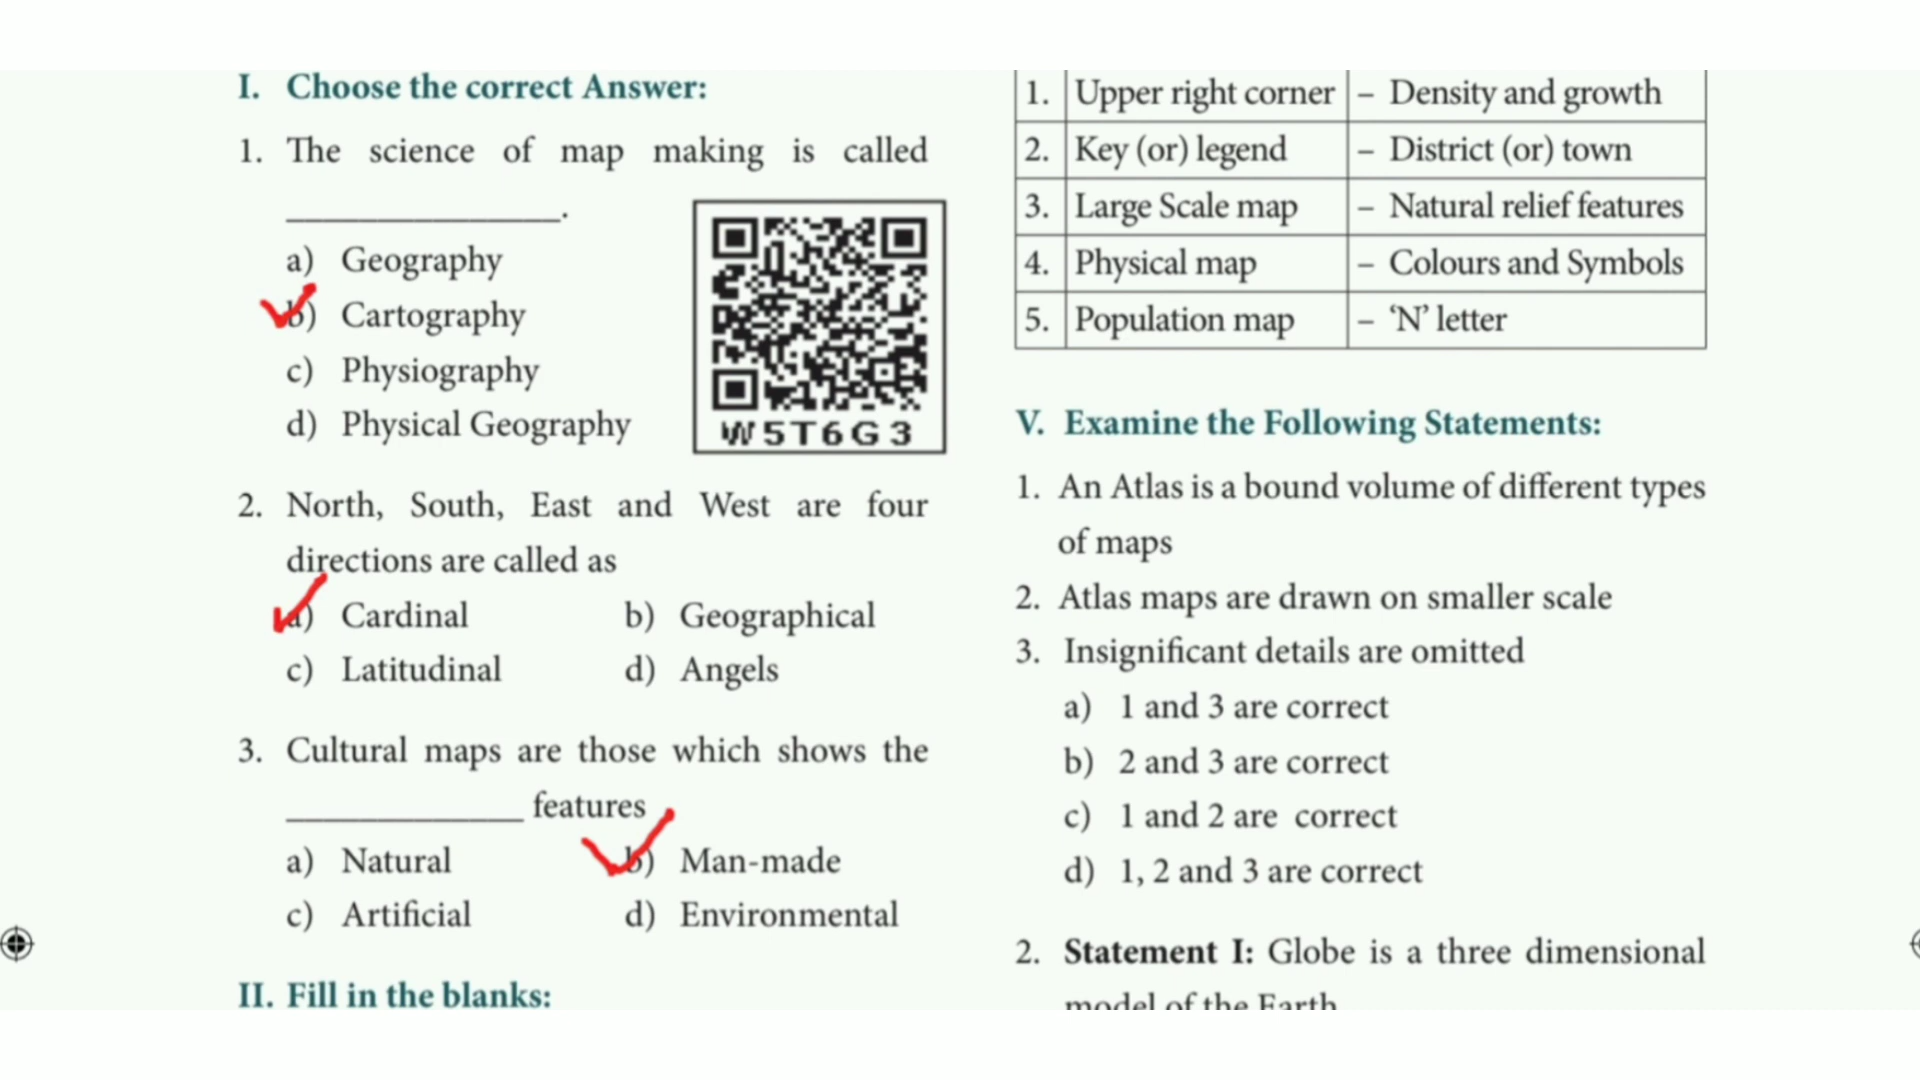 I. Choose the correct Answer:
1. The science of map making is called
_______________.
a) Geography
b) Cartography
c) Physiography
d) Physical Geography
W5T6G3
2. North, South, East and West are four
directions are called as
a) Cardinal b) Geographical
c) Latitudinal d) Angels
3. Cultural maps are those which shows the
_____________ features
a) Natural b) Man-made
c) Artificial d) Environmental
II. Fill in the blanks:
1. Upper right corner – Density and growth
2. Key (or) legend – District (or) town
3. Large Scale map – Natural relief features
4. Physical map – Colours and Symbols
5. Population map – ‘N’ letter
V. Examine the Following Statements:
1. An Atlas is a bound volume of different types
of maps
2. Atlas maps are drawn on smaller scale
3. Insignificant details are omitted
a) 1 and 3 are correct
b) 2 and 3 are correct
c) 1 and 2 are correct
d) 1, 2 and 3 are correct
2. Statement I: Globe is a three dimensional
model of the Earth